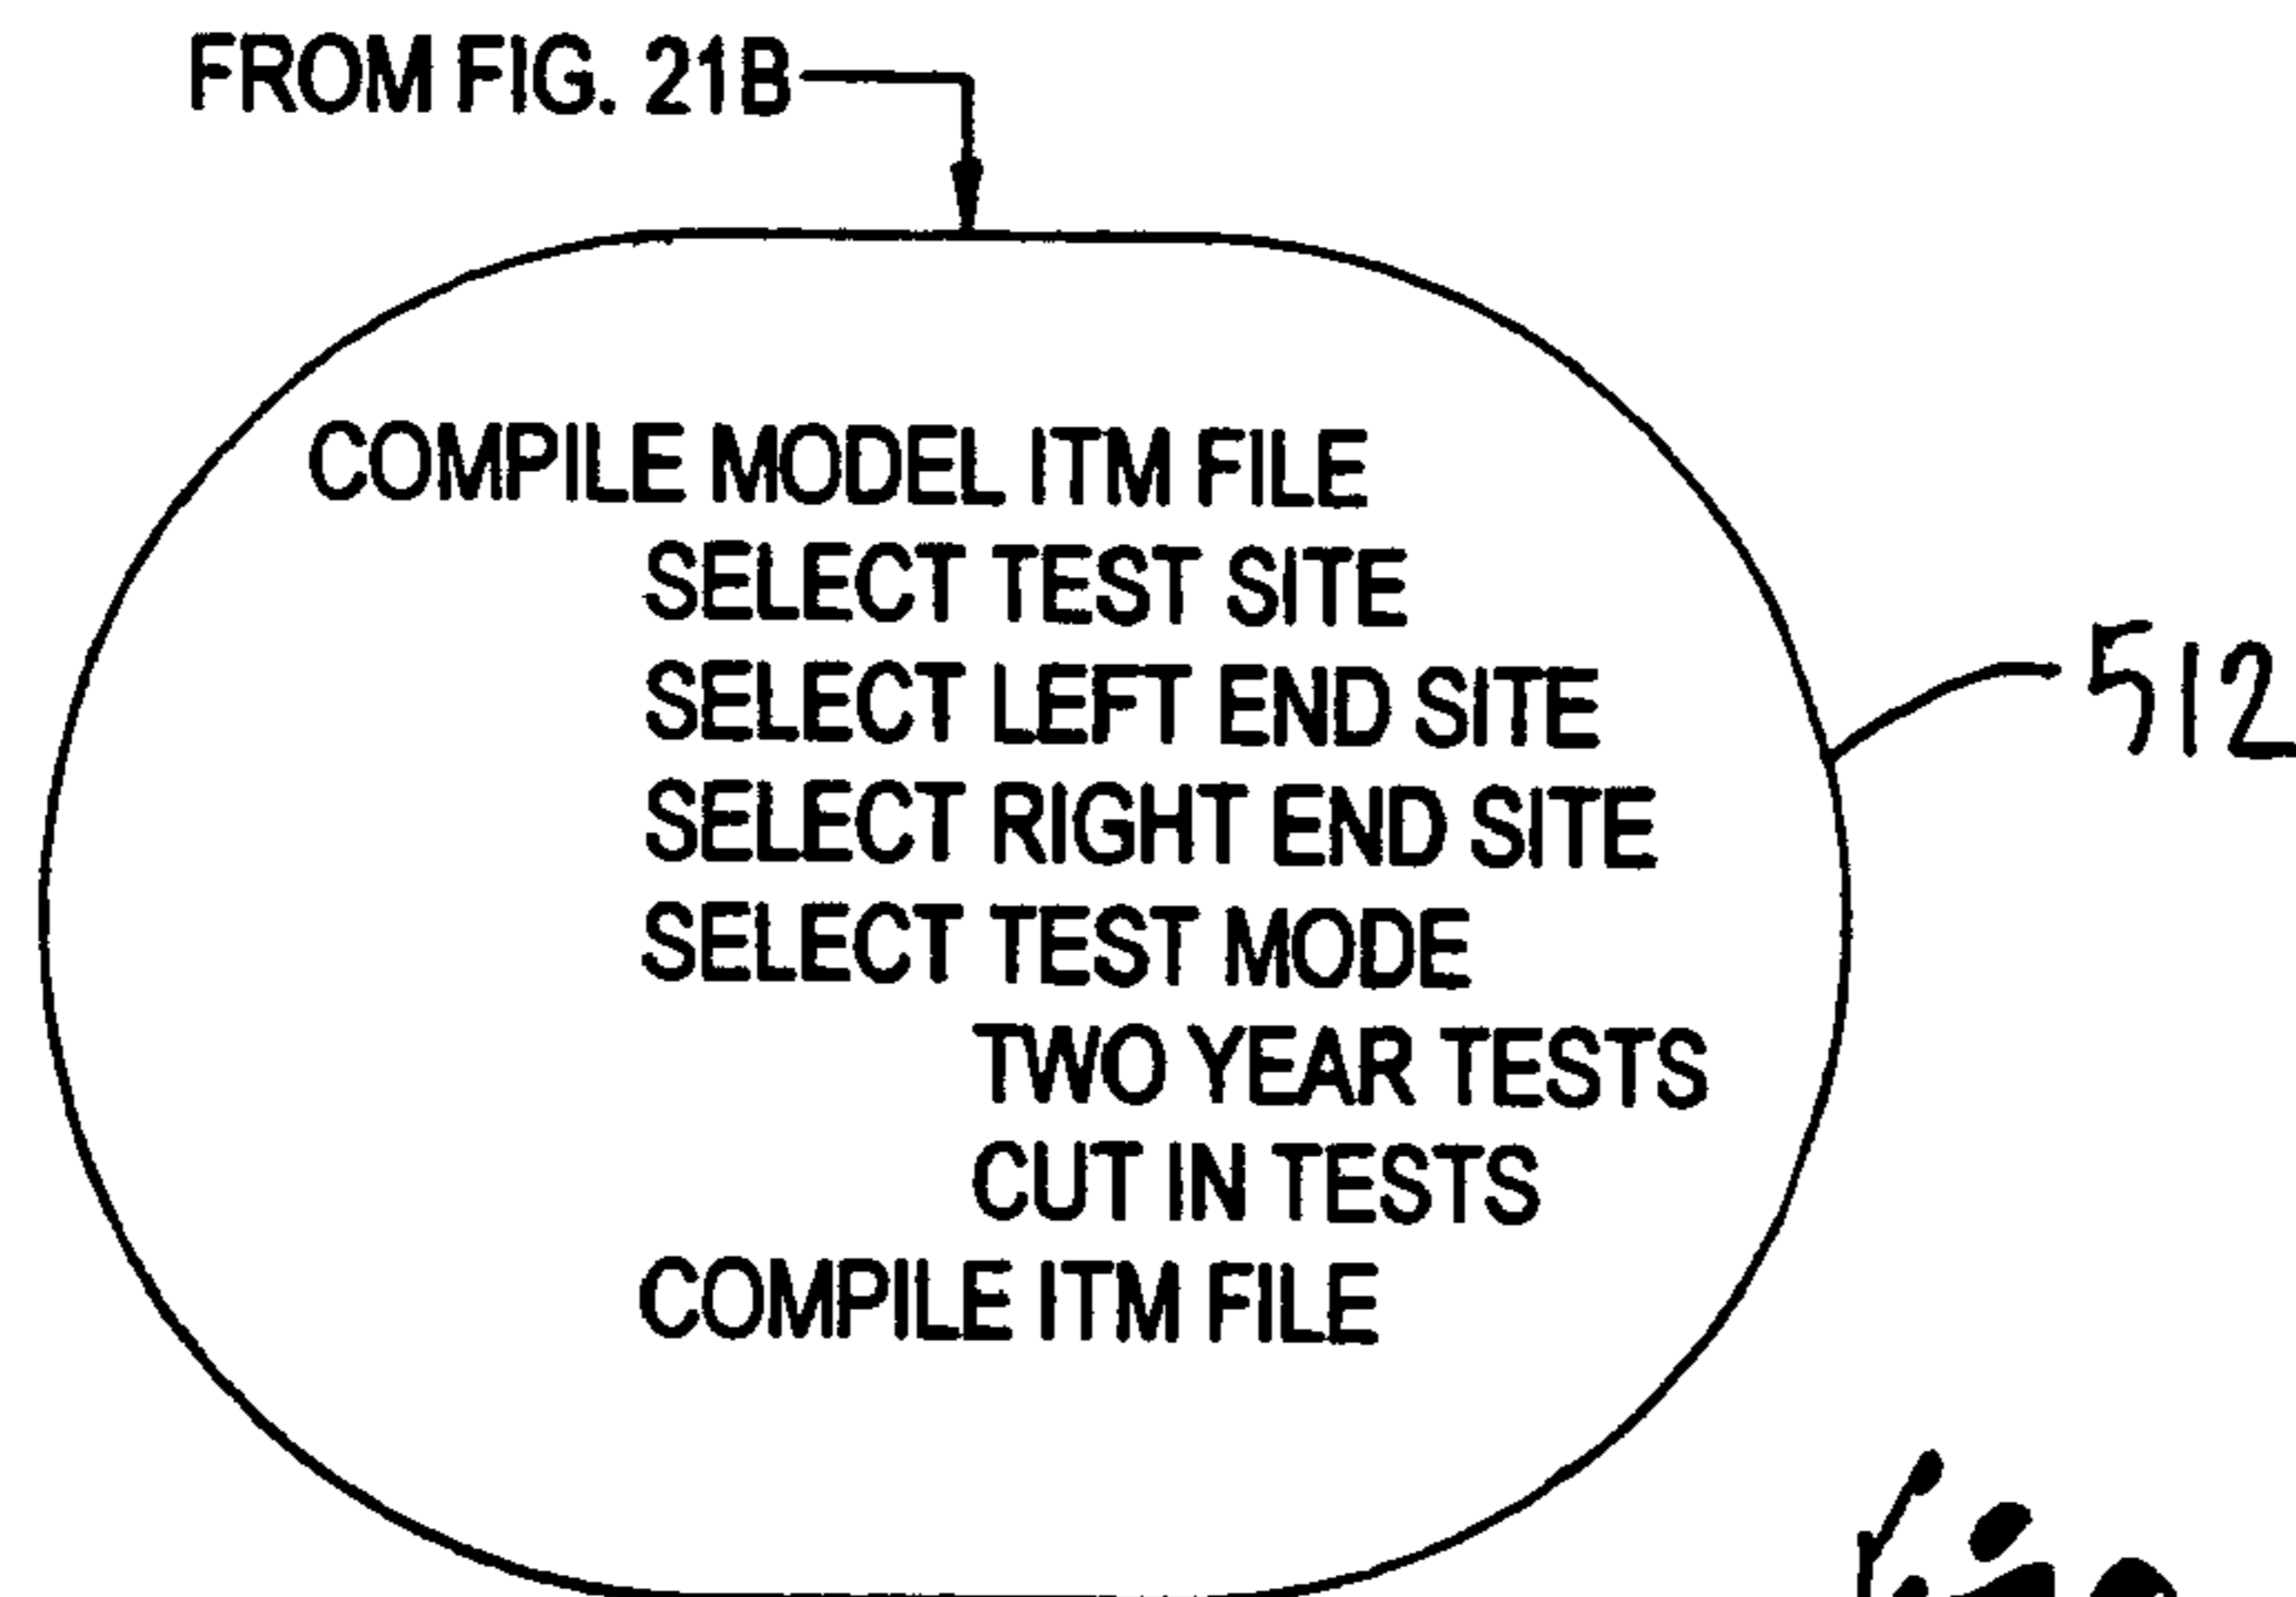 FROM FIG. 21B
COMPILE MODEL ITM FILE
SELECT TEST SITE
SELECT LEFT END SITE
SELECT RIGHT END SITE
512
SELECT TEST MODE
TWO YEAR TESTS
CUT IN TESTS
COMPILE ITM FILE